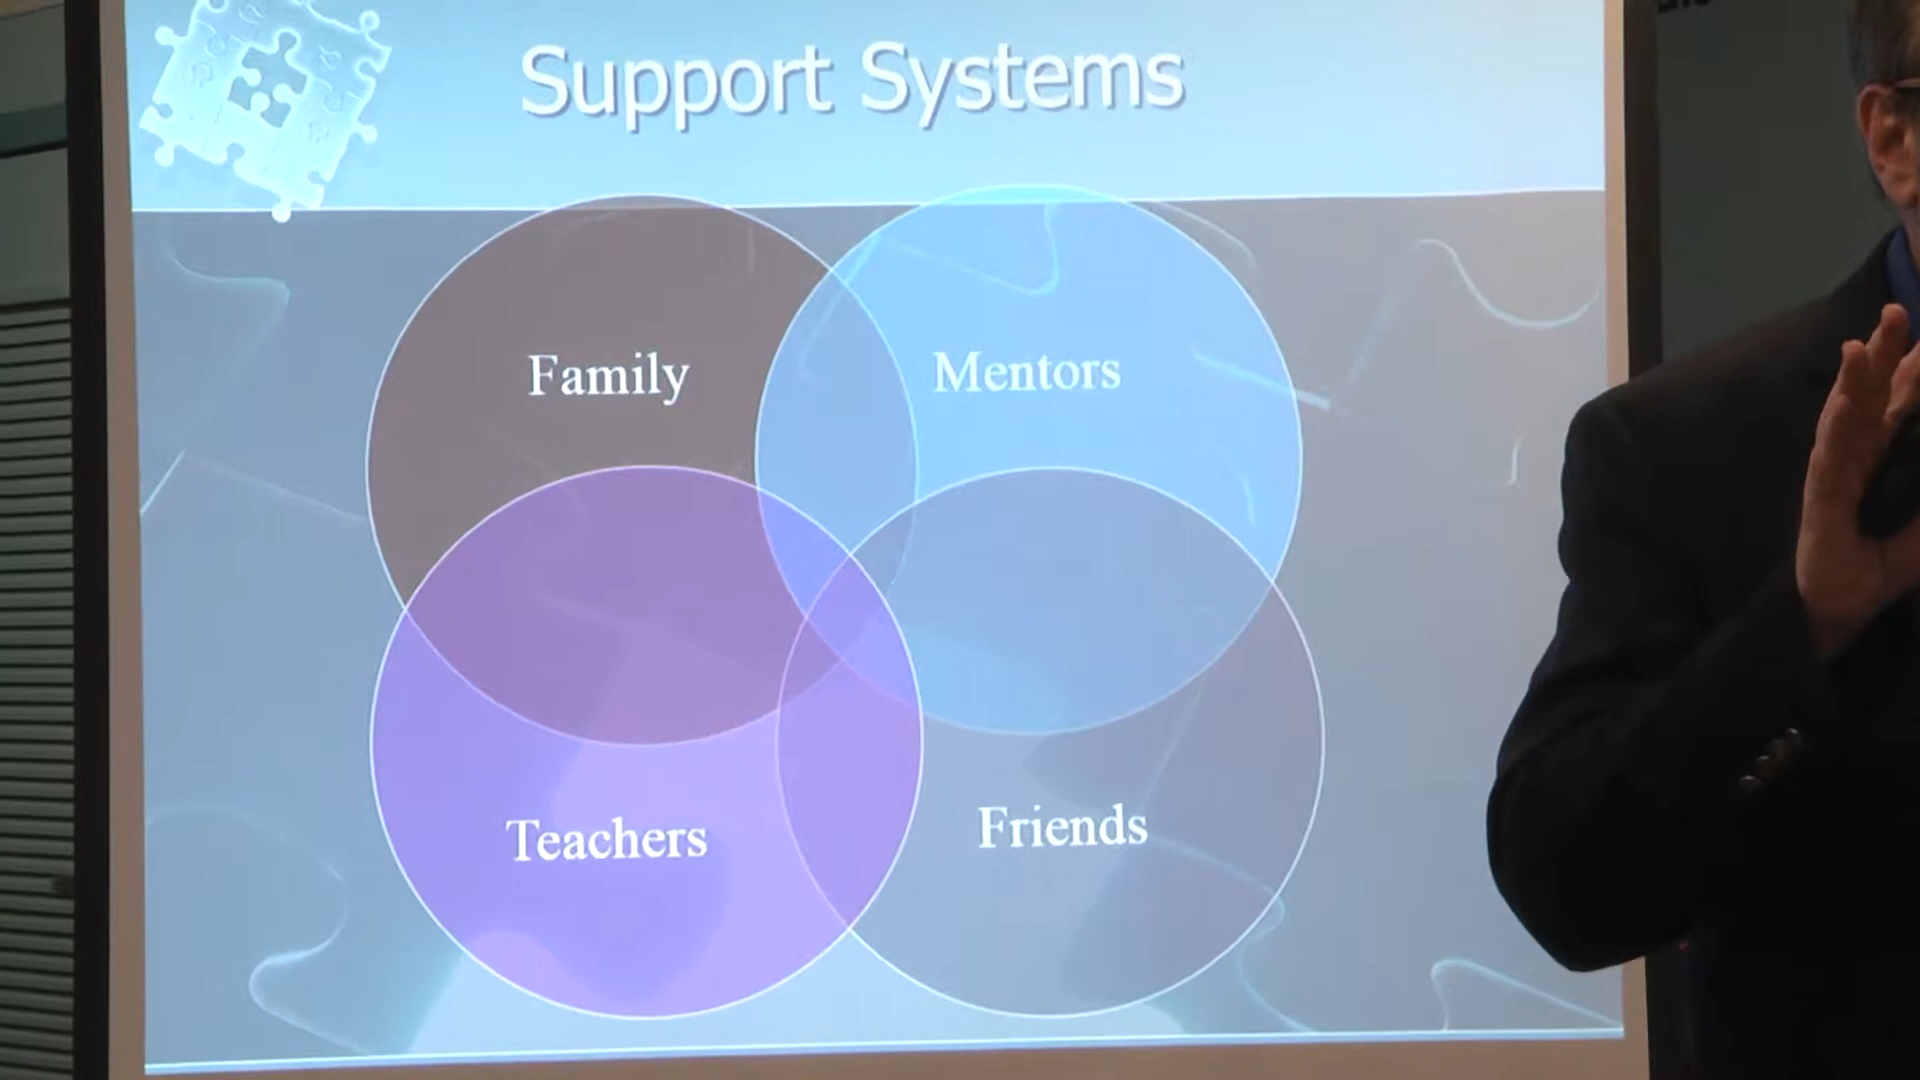 Support Systems
Family
Mentors
Teachers
Friends